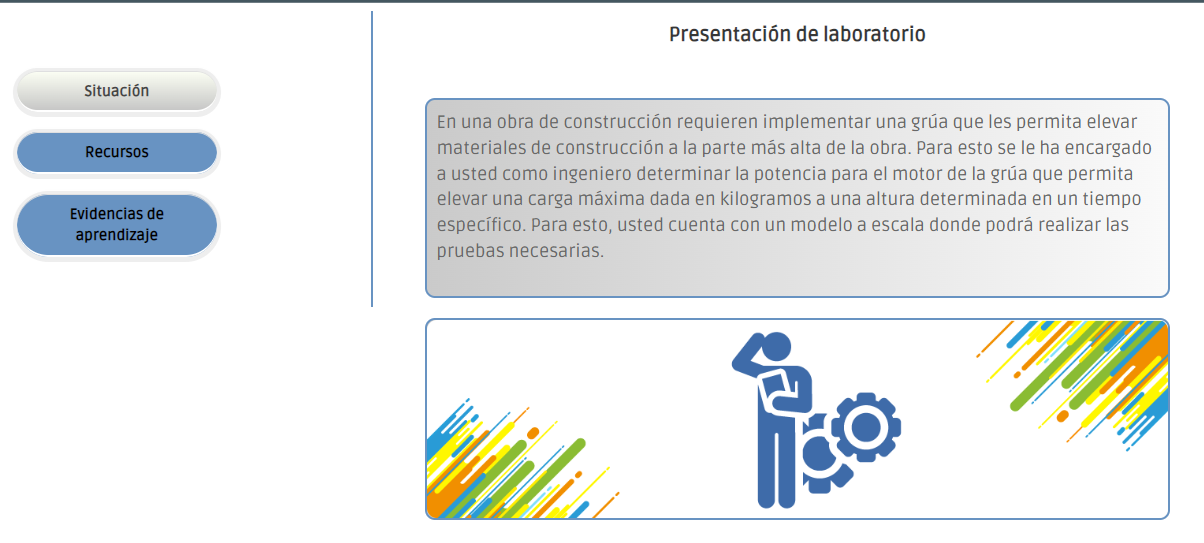 Presentación de laboratorio
Situación
Recursos
Evidencias de
aprendizaje
En una obra de construcción requieren implementar una grúa que les permita elevar
materiales de construcción a la parte más alta de la obra. Para esto se le ha encargado
a usted como ingeniero determinar la potencia para el motor de la grúa que permita
elevar una carga máxima dada en kilogramos a una altura determinada en un tiempo
específico. Para esto, usted cuenta con un modelo a escala donde podrá realizar las
pruebas necesarias.